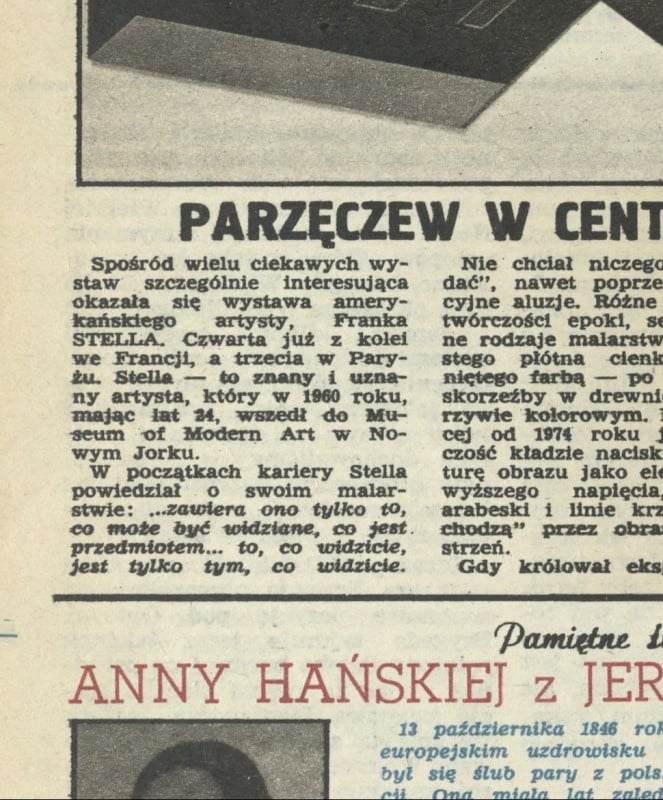 PARZĘCZEW W CENT
Spośród wielu ciekawych wy-
staw szczególnie interesująca
okazała się wystawa amery-
kańskiego artysty, Franka
STELLA. Czwarta już z kolei
we Francji, a trzecia w Pary-
żu. Stella — to znany i uzna-
ny artysta, który w 1960 roku,
mając lat 24, wszedł do Mu-
seum of Modern Art w No-
wym Jorku.
W początkach kariery Stella
powiedział o swoim malar-
stwie: ...zawiera ono tylko to,
co może być widziane, co jest
przedmiotem... to, co widzicie,
jest tylko tym, co widzicie.
Nie chciał niczego
dać”, nawet poprze
cyjne aluzje. Różne
twórczości epoki, se
ne rodzaje malarstw
stego płótna cienk
niętego farbą — po
skorzeźby w drewni
rzywie kolorowym.
cej od 1974 roku j
czość kładzie nacisk
turę obrazu jako ele
wyższego napięcia,
arabeski i linie krz
chodzą” przez obra
strzeń.
Gdy królował eks
Pamiętne
ANNY HAŃSKIEJ z JER
13 października 1846 rok
europejskim uzdrowisku
był się ślub pary z pols
cji. Ona miała lat zaled